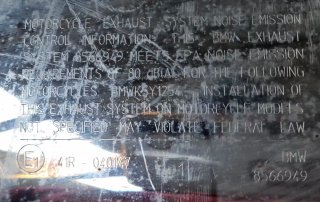 MOTORCYCLE EXHAUST SYSTEM NOISE EMISSION
CONTROL INFORMATION. THIS BMW EXHAUST
SYSTEM 8566949 MEETS EPA NOISE EMISSION
REQUIREMENTS OF 80 dB(A) FOR THE FOLLOWING
MOTORCYCLES: INSTALLATION OF
THIS EXHAUST SYSTEM ON MOTORCYCLE MODELS
NOT SPECIFIED MAY VIOLATE FEDERAL LAW
E1 41R - BMW
8566949